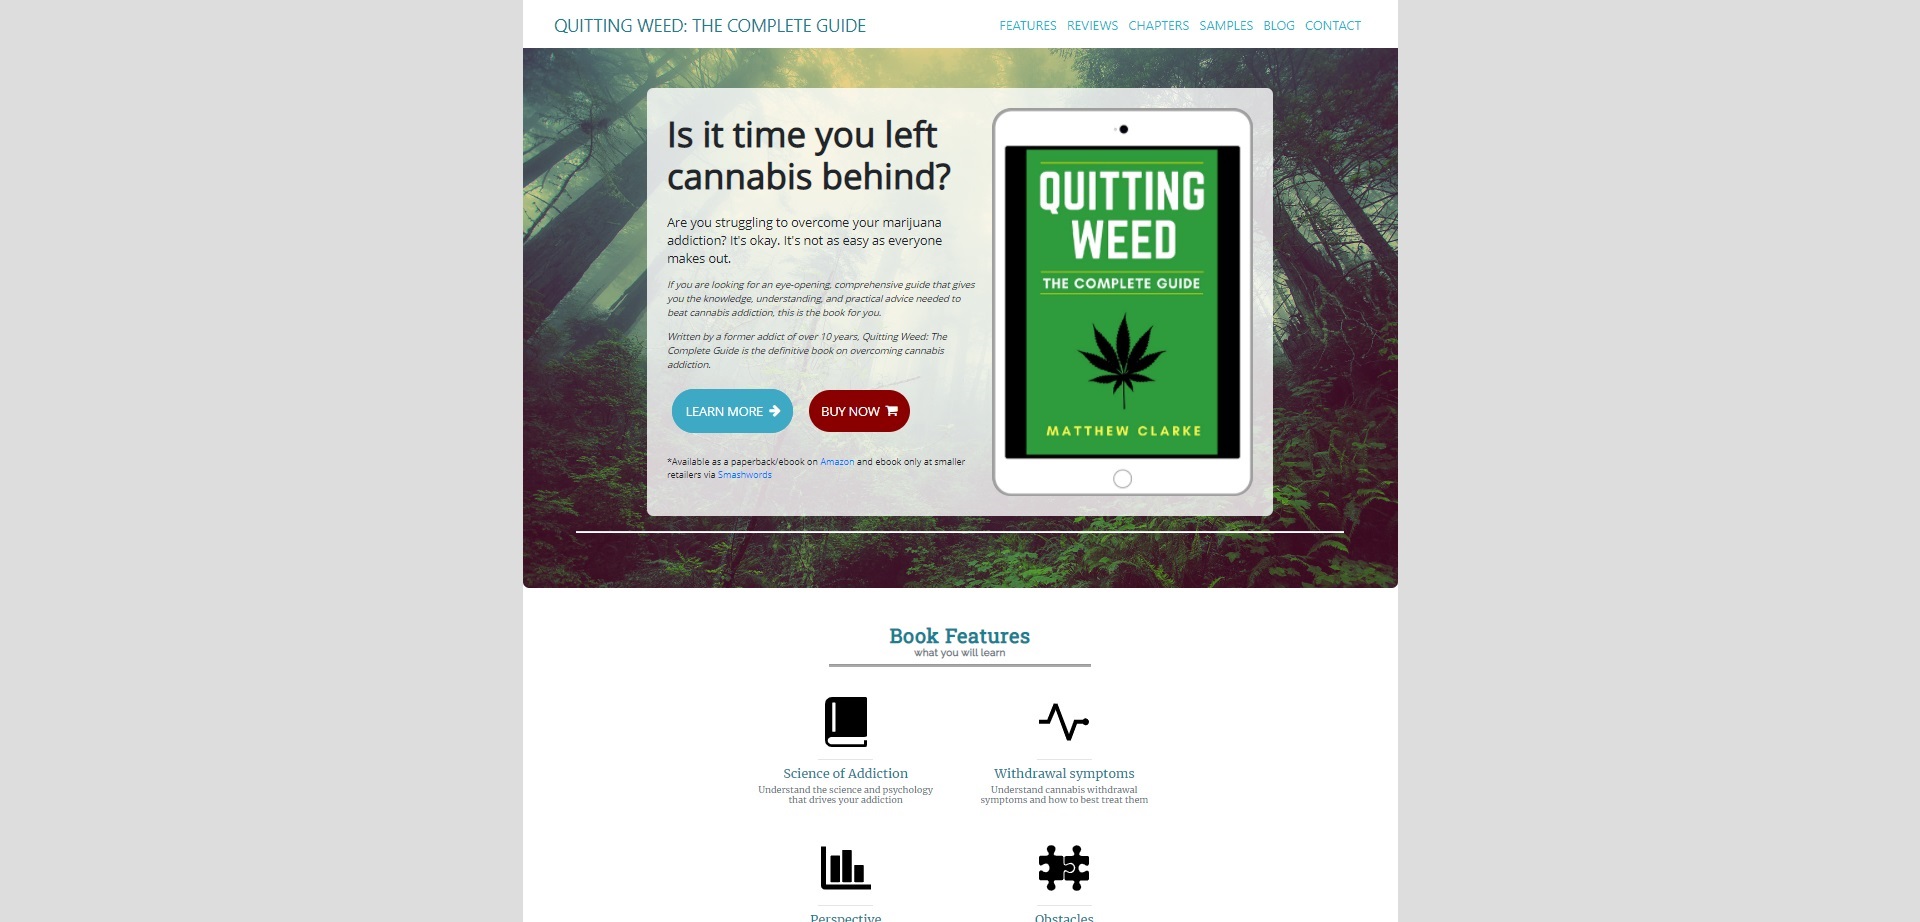 QUITTING WEED: THE COMPLETE GUIDE
FEATURES REVIEWS CHAPTERS SAMPLES BLOG CONTACT
Is it time you left
cannabis behind?
Are you struggling to overcome your marijuana
addiction? It's okay. It's not as easy as everyone
makes out.
If you are looking for an eye-opening, comprehensive guide that gives
you the knowledge, understanding, and practical advice needed to
beat cannabis addiction, this is the book for you.
Written by a former addict of over 10 years, Quitting Weed: The
Complete Guide is the definitive book on overcoming cannabis
addiction.
LEARN MORE
BUY NOW
*Available as a paperback/ebook on Amazon and ebook only at smaller
retailers via Smashwords
QUITTING
WEED
THE COMPLETE GUIDE
MATTHEW CLARKE
Book Features
what you will learn
Science of Addiction
Understand the science and psychology
that drives your addiction
Withdrawal symptoms
Understand cannabis withdrawal
symptoms and how to best treat them
Perspective
Obstacles